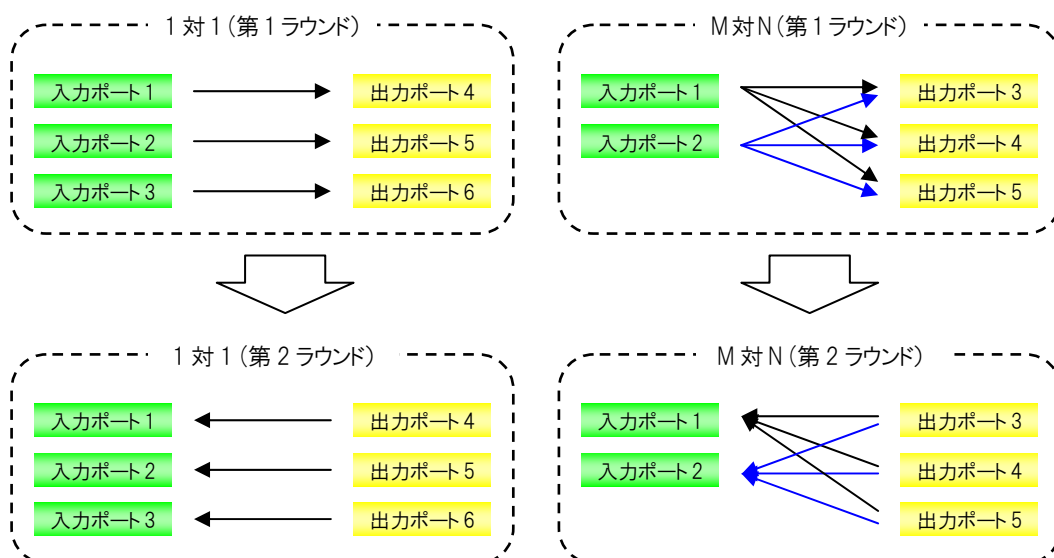 1 対 1 (第 1 ラウンド)
入力ポート 1
出力ポート 4
入力ポート 2
出力ポート 5
入力ポート 3
出力ポート 6
M 対 N (第 1 ラウンド)
入力ポート 1
出力ポート 3
入力ポート 2
出力ポート 4
出力ポート 5
1 対 1 (第 2 ラウンド)
入力ポート 1
出力ポート 4
入力ポート 2
出力ポート 5
入力ポート 3
出力ポート 6
M 対 N (第 2 ラウンド)
入力ポート 1
出力ポート 3
入力ポート 2
出力ポート 4
出力ポート 5